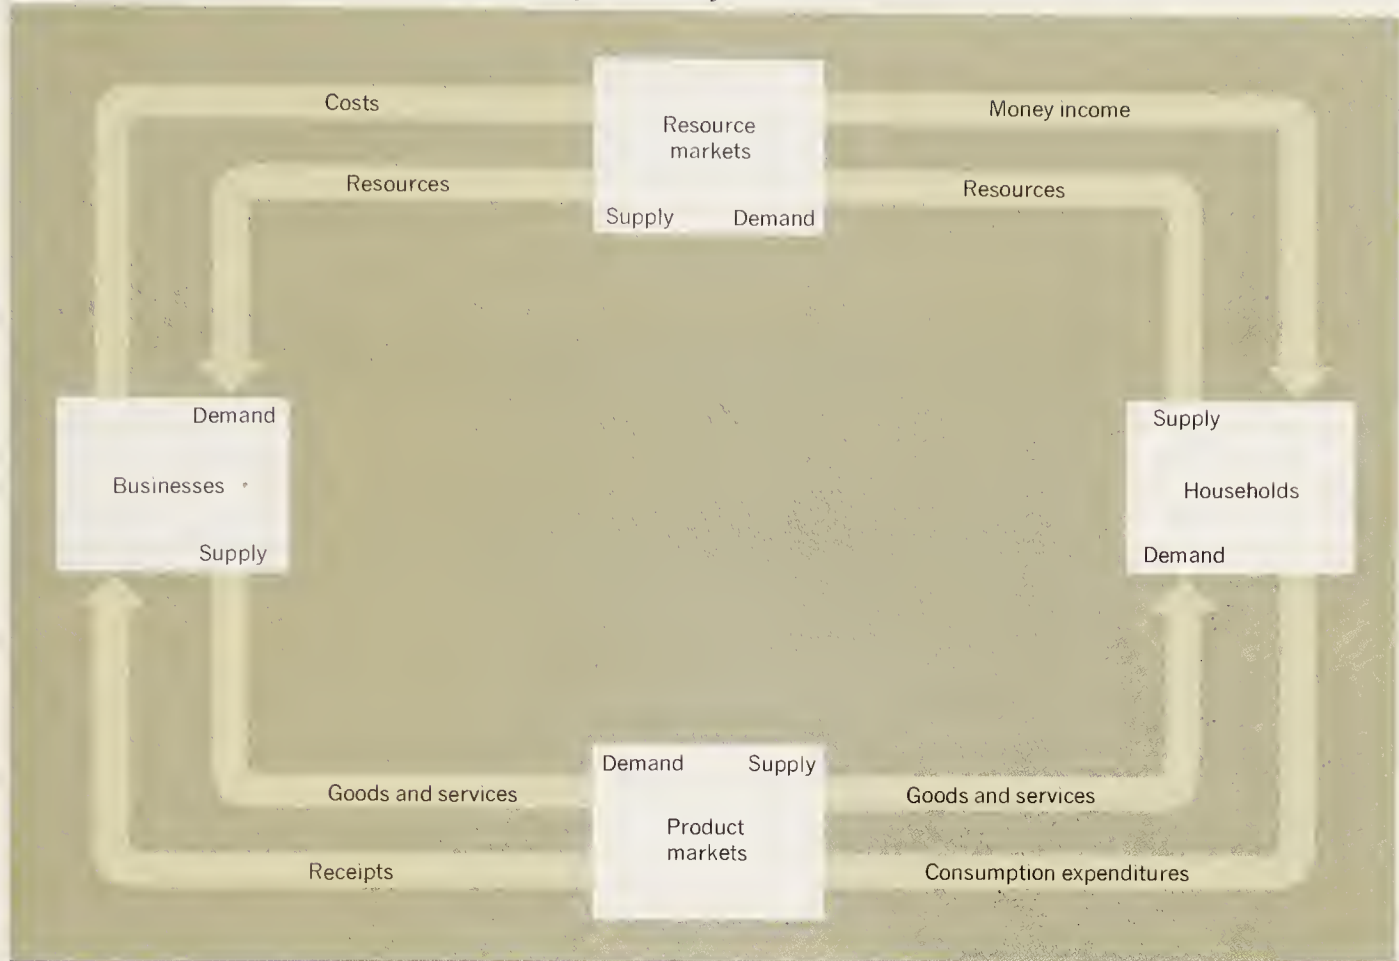 Costs
Resource
markets
Money income
Resources
Resources
Supply
Demand
Demand
Businesses
Supply
Supply
Households
Demand
Demand
Supply
Goods and services
Goods and services
Product
markets
Receipts
Consumption expenditures